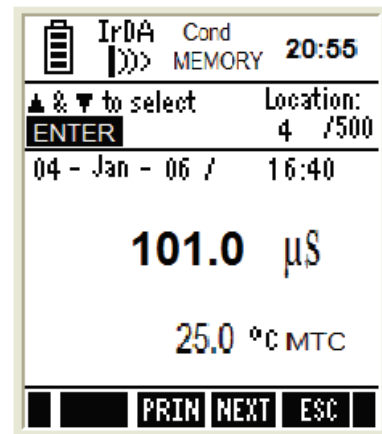 IrDA Cond
MEMORY 20:55
▲ & ▼ to select Location:
ENTER 4 /500
04 - Jan - 06 / 16:40
101.0 µS
25.0 °C MTC
PRIN NEXT ESC